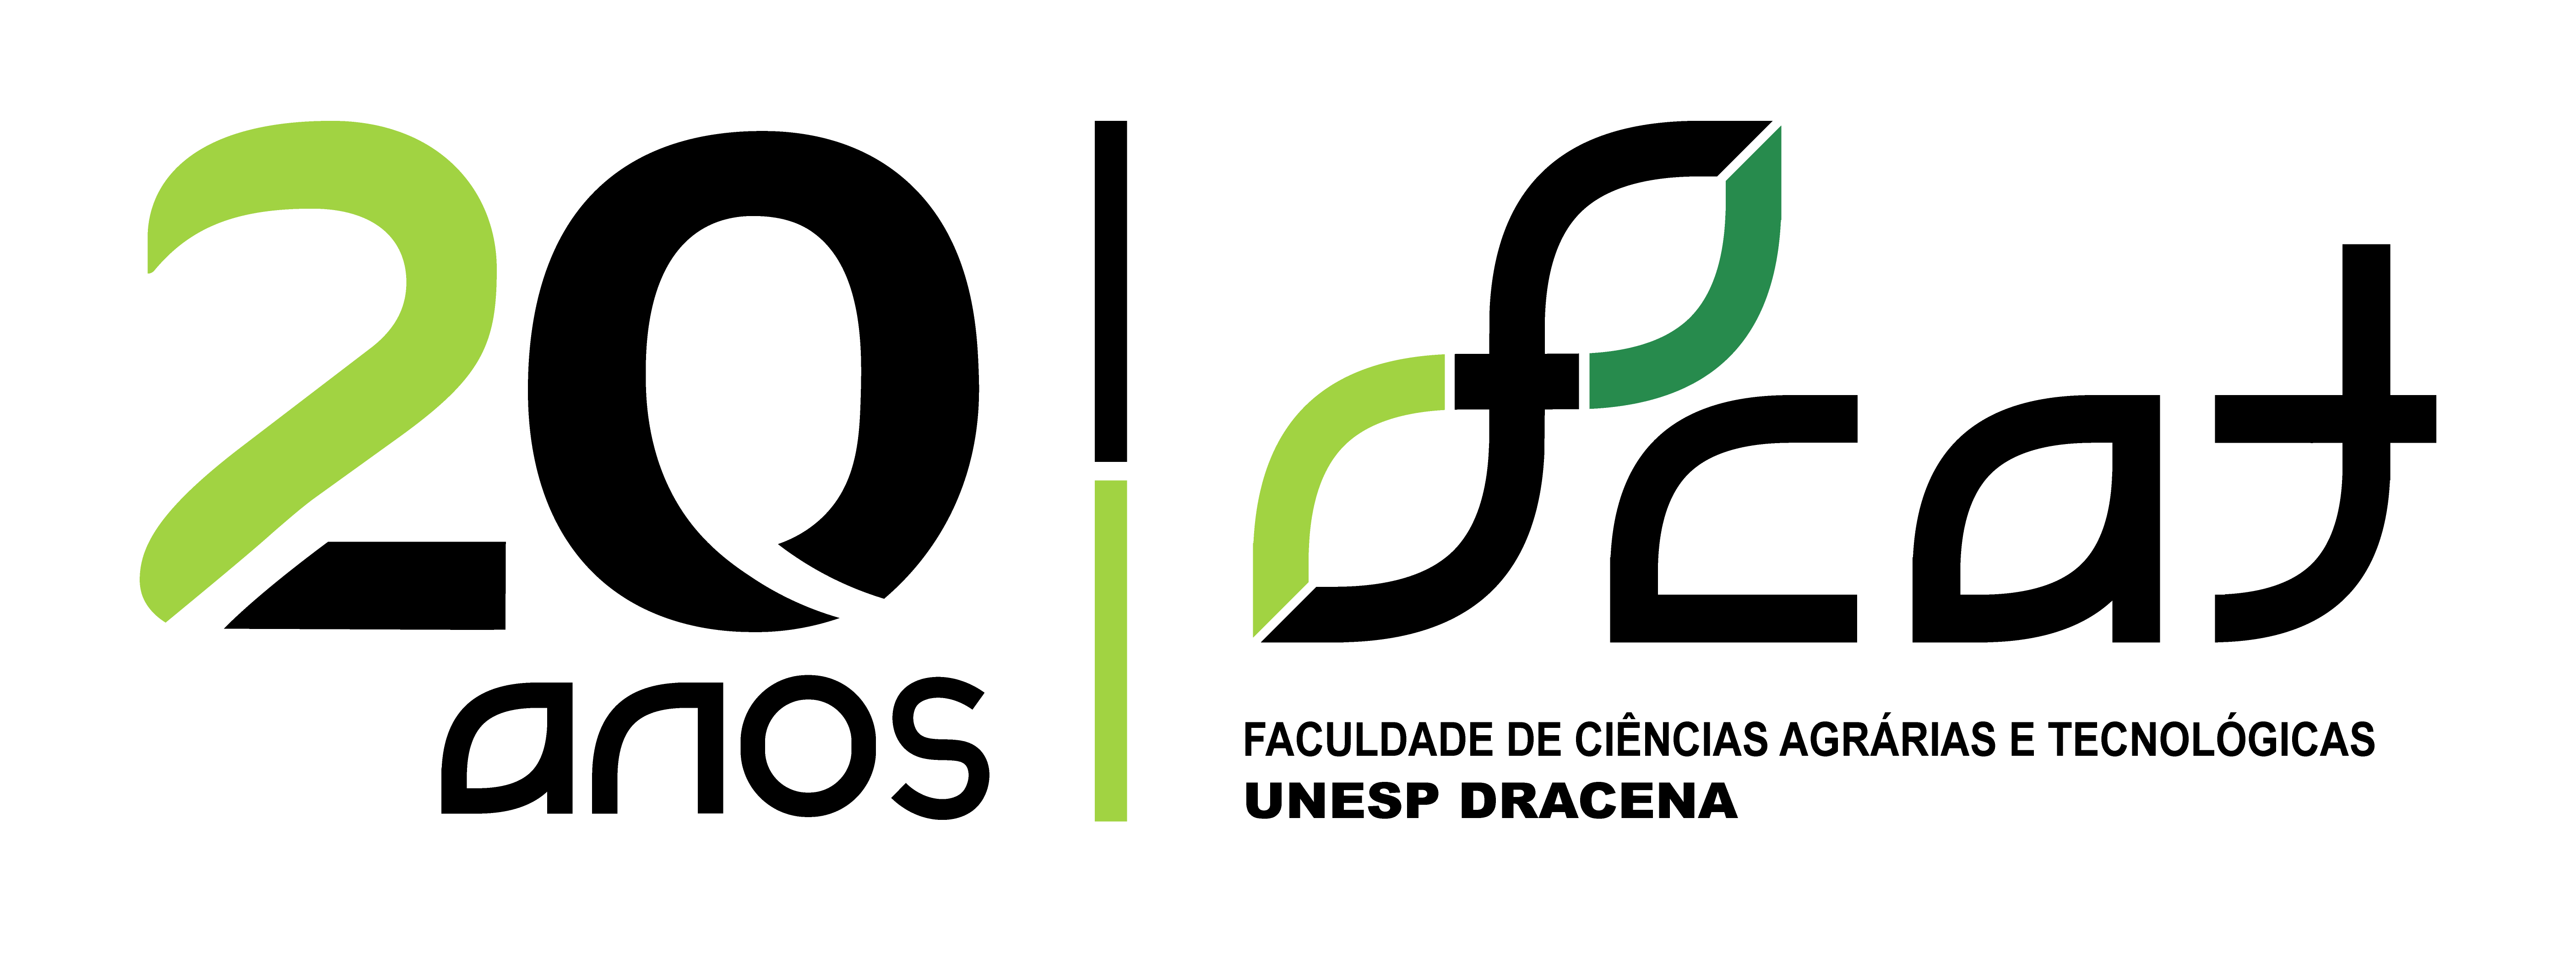 20
anos
fcat
FACULDADE DE CIÊNCIAS AGRÁRIAS E TECNOLÓGICAS
UNESP DRACENA